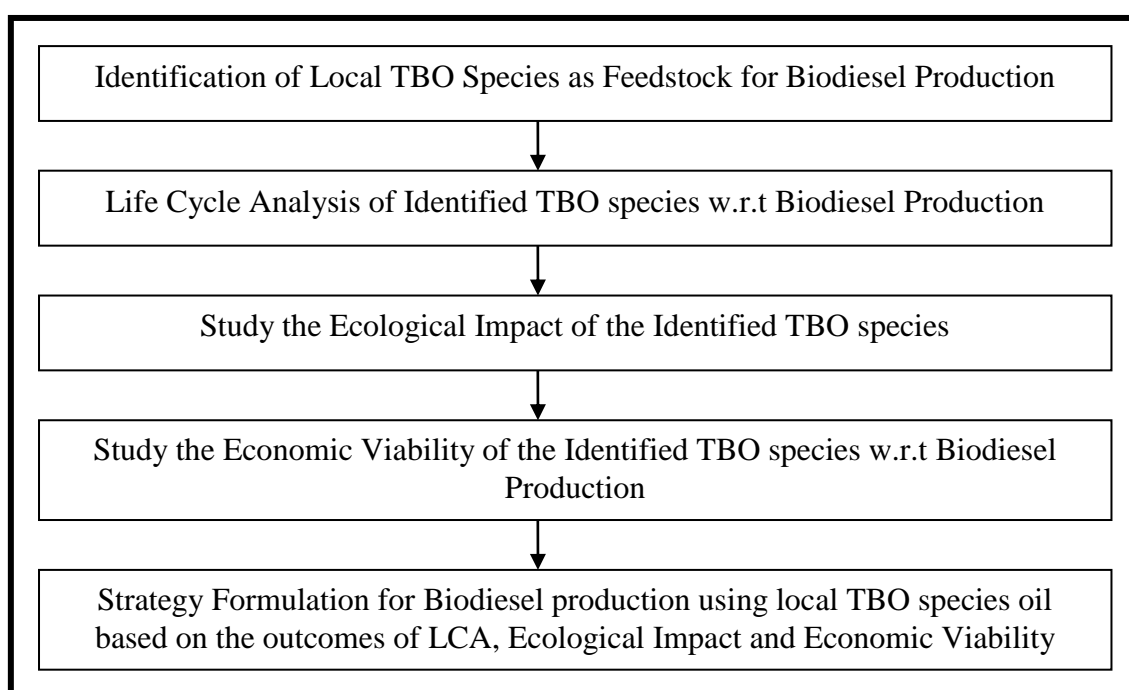 Identification of Local TBO Species as Feedstock for Biodiesel Production
Life Cycle Analysis of Identified TBO species w.r.t Biodiesel Production
Study the Ecological Impact of the Identified TBO species
Study the Economic Viability of the Identified TBO species w.r.t Biodiesel
Production
Strategy Formulation for Biodiesel production using local TBO species oil
based on the outcomes of LCA, Ecological Impact and Economic Viability